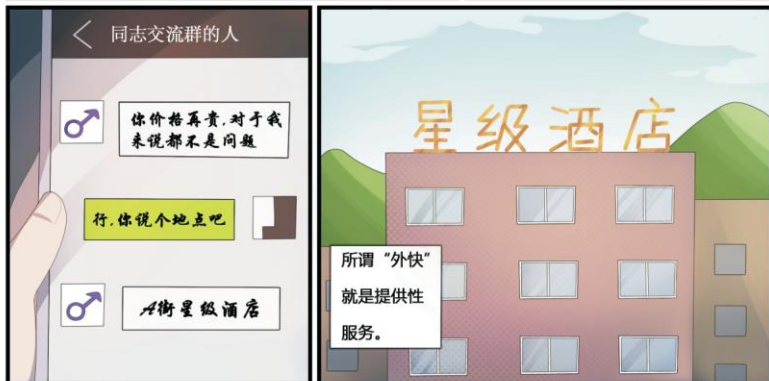 同志交流群的人
你价格再贵,对于我
来说都不是问题
行,你说个地点吧
A街星级酒店
星级酒店
所谓“外快”
就是提供性
服务。